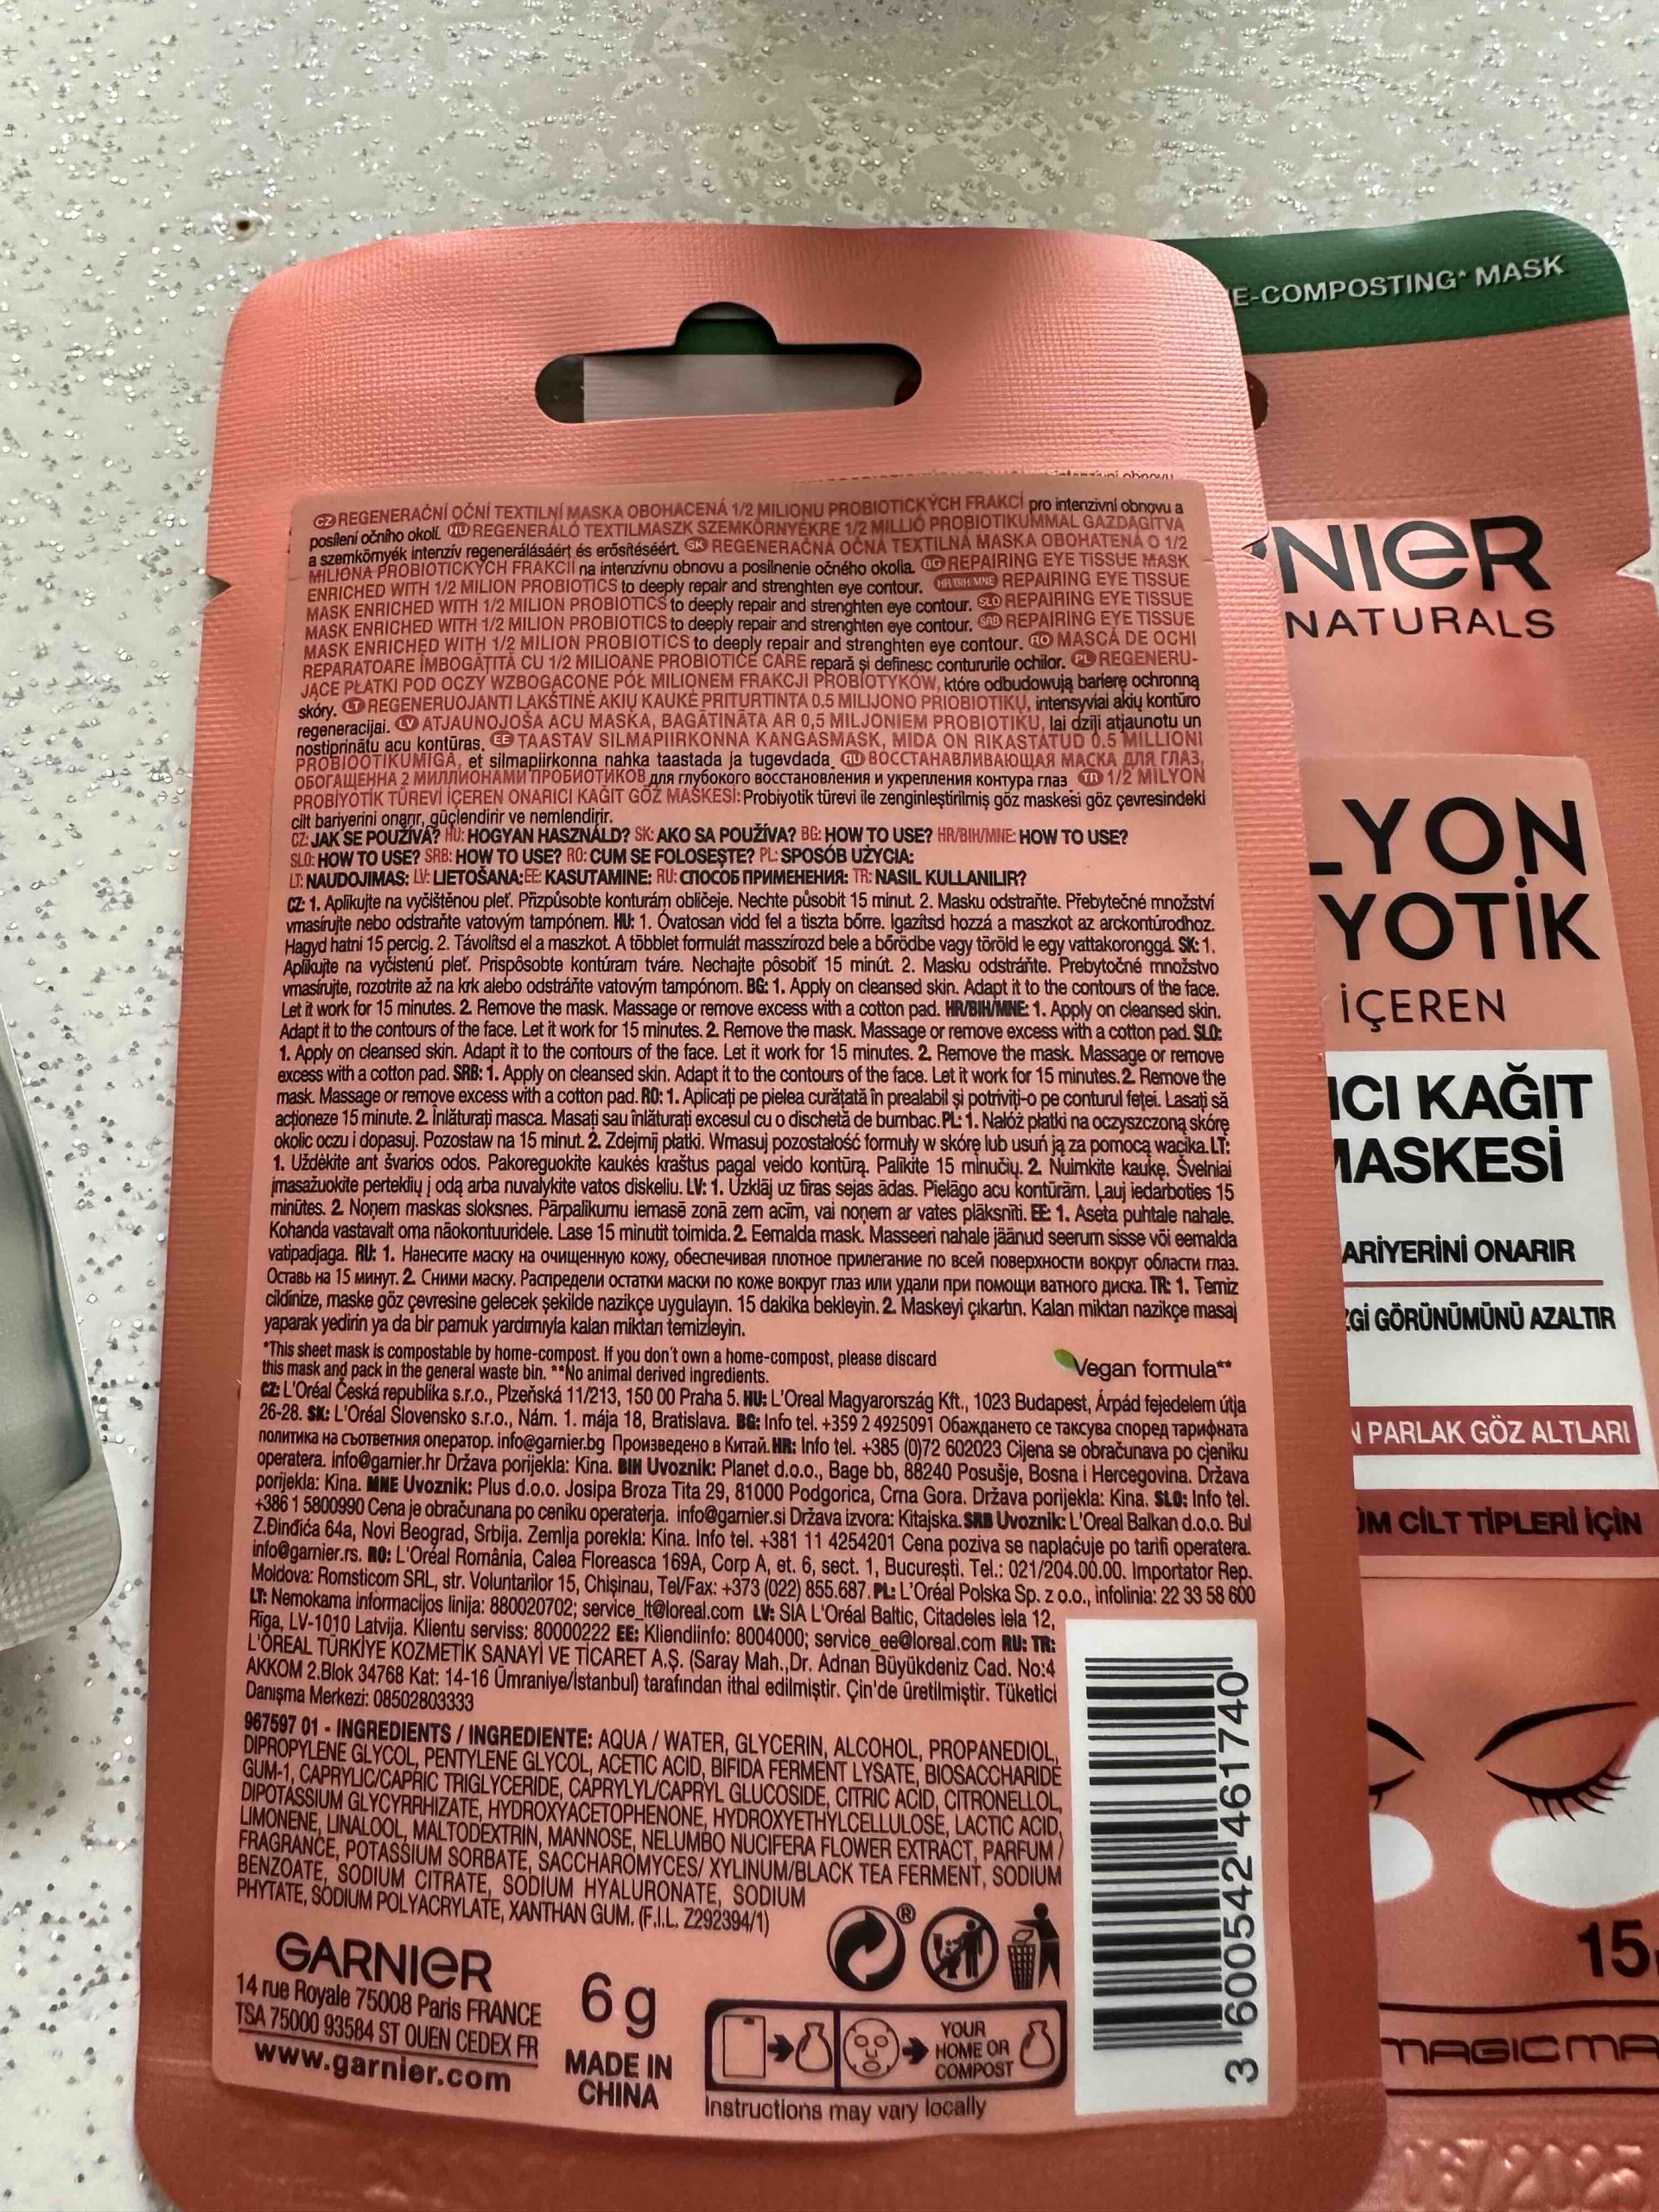 CZ REGENERAČNÍ OČNÍ TEXTILNÍ MASKA OBOHACENÁ 1/2 MILIONU PROBIOTICKÝCH FRAKCÍ pro intenzivní obnovu a
posílení očního okolí. HU REGENERÁLÓ TEXTILMASZK SZEMKÖRNYÉKRE 1/2 MILLIÓ PROBIOTIKUMMAL GAZDAGÍTVA
a szemkörnyék intenzív regenerálásáért és erősítéséért. SK REGENERAČNÁ OČNÁ TEXTILNÁ MASKA OBOHATENÁ O 1/2
MILIÓNA PROBIOTICKÝCH FRAKCIÍ na intenzívnu obnovu a posilnenie očného okolia. BG REPAIRING EYE TISSUE MASK
ENRICHED WITH 1/2 MILION PROBIOTICS to deeply repair and strenghten eye contour. HR/BIH/MNE REPAIRING EYE TISSUE
MASK ENRICHED WITH 1/2 MILION PROBIOTICS to deeply repair and strenghten eye contour. SLO REPAIRING EYE TISSUE
MASK ENRICHED WITH 1/2 MILION PROBIOTICS to deeply repair and strenghten eye contour. SRB REPAIRING EYE TISSUE
MASK ENRICHED WITH 1/2 MILION PROBIOTICS to deeply repair and strenghten eye contour. RO MASCĂ DE OCHI
REPARATOARE ÎMBOGĂȚITĂ CU 1/2 MILIOANE PROBIOTICE CARE repară și definesc contururile ochilor. PL REGENERU-
JĄCE PŁATKI POD OCZY WZBOGACONE PÓŁ MILIONEM FRAKCJI PROBIOTYKÓW, które odbudowują barierę ochronną
skóry. LT REGENERUOJANTI LAKŠTINĖ AKIŲ KAUKĖ PRITURTINTA 0.5 MILIJONO PRIOBIOTIKŲ, intensyviai akių kontūro
regeneracijai. LV ATJAUNOJOŠA ACU MASKA, BAGĀTINĀTA AR 0,5 MILJONIEM PROBIOTIKU, lai dziļi atjaunotu un
nostiprinātu acu kontūras. EE TAASTAV SILMAPIIRKONNA KANGASMASK, MIDA ON RIKASTATUD 0.5 MILLIONI
PROBIOOTIKUMIGA, et silmapiirkonna nahka taastada ja tugevdada. RU ВОССТАНАВЛИВАЮЩАЯ МАСКА ДЛЯ ГЛАЗ,
ОБОГАЩЕННА 2 МИЛЛИОНАМИ ПРОБИОТИКОВ для глубокого восстановления и укрепления контура глаз TR 1/2 MİLYON
PROBİYOTİK TÜREVİ İÇEREN ONARICI KAĞIT GÖZ MASKESİ: Probiyotik türevi ile zenginleştirilmiş göz maskesi göz çevresindeki
cilt bariyerini onarır, güçlendirir ve nemlendirir.
CZ: JAK SE POUŽÍVÁ? HU: HOGYAN HASZNÁLD? SK: AKO SA POUŽÍVA? BG: HOW TO USE? HR/BIH/MNE: HOW TO USE?
SLO: HOW TO USE? SRB: HOW TO USE? RO: CUM SE FOLOSEȘTE? PL: SPOSÓB UŻYCIA:
LT: NAUDOJIMAS: LV: LIETOŠANA: EE: KASUTAMINE: RU: СПОСОБ ПРИМЕНЕНИЯ: TR: NASIL KULLANILIR?
CZ: 1. Aplikujte na vyčištěnou pleť. Přizpůsobte konturám obličeje. Nechte působit 15 minut. 2. Masku odstraňte. Přebytečné množství
vmasírujte nebo odstraňte vatovým tampónem. HU: 1. Óvatosan vidd fel a tiszta bőrre. Igazítsd hozzá a maszkot az arckontúrodhoz.
Hagyd hatni 15 percig. 2. Távolítsd el a maszkot. A többlet formulát masszírozd bele a bőrödbe vagy töröld le egy vattakoronggá. SK: 1.
Aplikujte na vyčistenú pleť. Prispôsobte kontúram tváre. Nechajte pôsobiť 15 minút. 2. Masku odstráňte. Prebytočné množstvo
vmasírujte, rozotrite až na krk alebo odstráňte vatovým tampónom. BG: 1. Apply on cleansed skin. Adapt it to the contours of the face.
Let it work for 15 minutes. 2. Remove the mask. Massage or remove excess with a cotton pad. HR/BIH/MNE: 1. Apply on cleansed skin.
Adapt it to the contours of the face. Let it work for 15 minutes. 2. Remove the mask. Massage or remove excess with a cotton pad. SLO:
1. Apply on cleansed skin. Adapt it to the contours of the face. Let it work for 15 minutes. 2. Remove the mask. Massage or remove
excess with a cotton pad. SRB: 1. Apply on cleansed skin. Adapt it to the contours of the face. Let it work for 15 minutes. 2. Remove the
mask. Massage or remove excess with a cotton pad. RO: 1. Aplicați pe pielea curățată în prealabil și potriviți-o pe conturul feței. Lasați să
acționeze 15 minute. 2. Înlăturați masca. Masați sau înlăturați excesul cu o dischetă de bumbac. PL: 1. Nałóż płatki na oczyszczoną skórę
okolic oczu i dopasuj. Pozostaw na 15 minut. 2. Zdejmij płatki. Wmasuj pozostałość formuły w skórę lub usuń ją za pomocą wacika. LT:
1. Uždėkite ant švarios odos. Pakoreguokite kaukės kraštus pagal veido kontūrą. Palikite 15 minučių. 2. Nuimkite kaukę. Švelniai
įmasažuokite perteklių į odą arba nuvalykite vatos diskeliu. LV: 1. Uzklāj uz tīras sejas ādas. Pielāgo acu kontūrām. Ļauj iedarboties 15
minūtes. 2. Noņem maskas sloksnes. Pārpalikumu iemasē zonā zem acīm, vai noņem ar vates plāksnīti. EE: 1. Aseta puhtale nahale.
Kohanda vastavalt oma näokontuuridele. Lase 15 minutit toimida. 2. Eemalda mask. Masseeri nahale jäänud seerum sisse või eemalda
vatipadjaga. RU: 1. Нанесите маску на очищенную кожу, обеспечивая плотное прилегание по всей поверхности вокруг области глаз.
Оставь на 15 минут. 2. Сними маску. Распредели остатки маски по коже вокруг глаз или удали при помощи ватного диска. TR: 1. Temiz
cildinize, maske göz çevresine gelecek şekilde nazikçe uygulayın. 15 dakika bekleyin. 2. Maskeyi çıkartın. Kalan miktarı nazikçe masaj
yaparak yedirin ya da bir pamuk yardımıyla kalan miktarı temizleyin.
*This sheet mask is compostable by home-compost. If you don't own a home-compost, please discard
this mask and pack in the general waste bin. **No animal derived ingredients.
Vegan formula**
CZ: L'Oréal Česká republika s.r.o., Plzeňská 11/213, 150 00 Praha 5. HU: L'Oreal Magyarország Kft., 1023 Budapest, Árpád fejedelem útja
26-28. SK: L'Oréal Slovensko s.r.o., Nám. 1. mája 18, Bratislava. BG: Info tel. +359 2 4925091 Обаждането се таксува според тарифната
политика на съответния оператор. info@garnier.bg Произведено в Китай. HR: Info tel. +385 (0)72 602023 Cijena se obračunava po cjeniku
operatera. info@garnier.hr Država porijekla: Kina. BIH Uvoznik: Planet d.o.o., Bage bb, 88240 Posušje, Bosna i Hercegovina. Država
porijekla: Kina. MNE Uvoznik: Plus d.o.o. Josipa Broza Tita 29, 81000 Podgorica, Crna Gora. Država porijekla: Kina. SLO: Info tel.
+386 1 5800990 Cena je obračunana po ceniku operaterja. info@garnier.si Država izvora: Kitajska. SRB Uvoznik: L'Oreal Balkan d.o.o. Bul
Z.Đinđića 64a, Novi Beograd, Srbija. Zemlja porekla: Kina. Info tel. +381 11 4254201 Cena poziva se naplaćuje po tarifi operatera.
info@garnier.rs. RO: L'Oréal România, Calea Floreasca 169A, Corp A, et. 6, sect. 1, București. Tel.: 021/204.00.00. Importator Rep.
Moldova: Romsticom SRL, str. Voluntarilor 15, Chișinau, Tel/Fax: +373 (022) 855.687. PL: L'Oréal Polska Sp. z o.o., infolinia: 22 33 58 600
LT: Nemokama informacijos linija: 880020702; service_lt@loreal.com LV: SIA L'Oréal Baltic, Citadeles iela 12,
Rīga, LV-1010 Latvija. Klientu serviss: 80000222 EE: Kliendiinfo: 8004000; service_ee@loreal.com RU: TR:
L'ÖREAL TÜRKİYE KOZMETİK SANAYİ VE TİCARET A.Ş. (Saray Mah.,Dr. Adnan Büyükdeniz Cad. No:4
AKKOM 2.Blok 34768 Kat: 14-16 Ümraniye/İstanbul) tarafından ithal edilmiştir. Çin'de üretilmiştir. Tüketici
Danışma Merkezi: 08502803333
967597 01 - INGREDIENTS / INGREDIENTE: AQUA / WATER, GLYCERIN, ALCOHOL, PROPANEDIOL,
DIPROPYLENE GLYCOL, PENTYLENE GLYCOL, ACETIC ACID, BIFIDA FERMENT LYSATE, BIOSACCHARIDE
GUM-1, CAPRYLIC/CAPRIC TRIGLYCERIDE, CAPRYLYL/CAPRYL GLUCOSIDE, CITRIC ACID, CITRONELLOL,
DIPOTASSIUM GLYCYRRHIZATE, HYDROXYACETOPHENONE, HYDROXYETHYLCELLULOSE, LACTIC ACID,
LIMONENE, LINALOOL, MALTODEXTRIN, MANNOSE, NELUMBO NUCIFERA FLOWER EXTRACT, PARFUM /
FRAGRANCE, POTASSIUM SORBATE, SACCHAROMYCES/ XYLINUM/BLACK TEA FERMENT, SODIUM
BENZOATE, SODIUM CITRATE, SODIUM HYALURONATE, SODIUM
PHYTATE, SODIUM POLYACRYLATE, XANTHAN GUM. (F.I.L. Z292394/1)
GARNIER
14 rue Royale 75008 Paris FRANCE
TSA 75000 93584 ST OUEN CEDEX FR
www.garnier.com
6 g
MADE IN
CHINA
YOUR
HOME OR
COMPOST
Instructions may vary locally
3 600542 461740
E-COMPOSTING* MASK
NIER
NATURALS
LYON
YOTİK
İÇEREN
ICI KAĞIT
MASKESİ
ARİYERİNİ ONARIR
Gİ GÖRÜNÜMÜNÜ AZALTIR
PARLAK GÖZ ALTLARI
ÜM CİLT TİPLERİ İÇİN
15
MAGIC MA